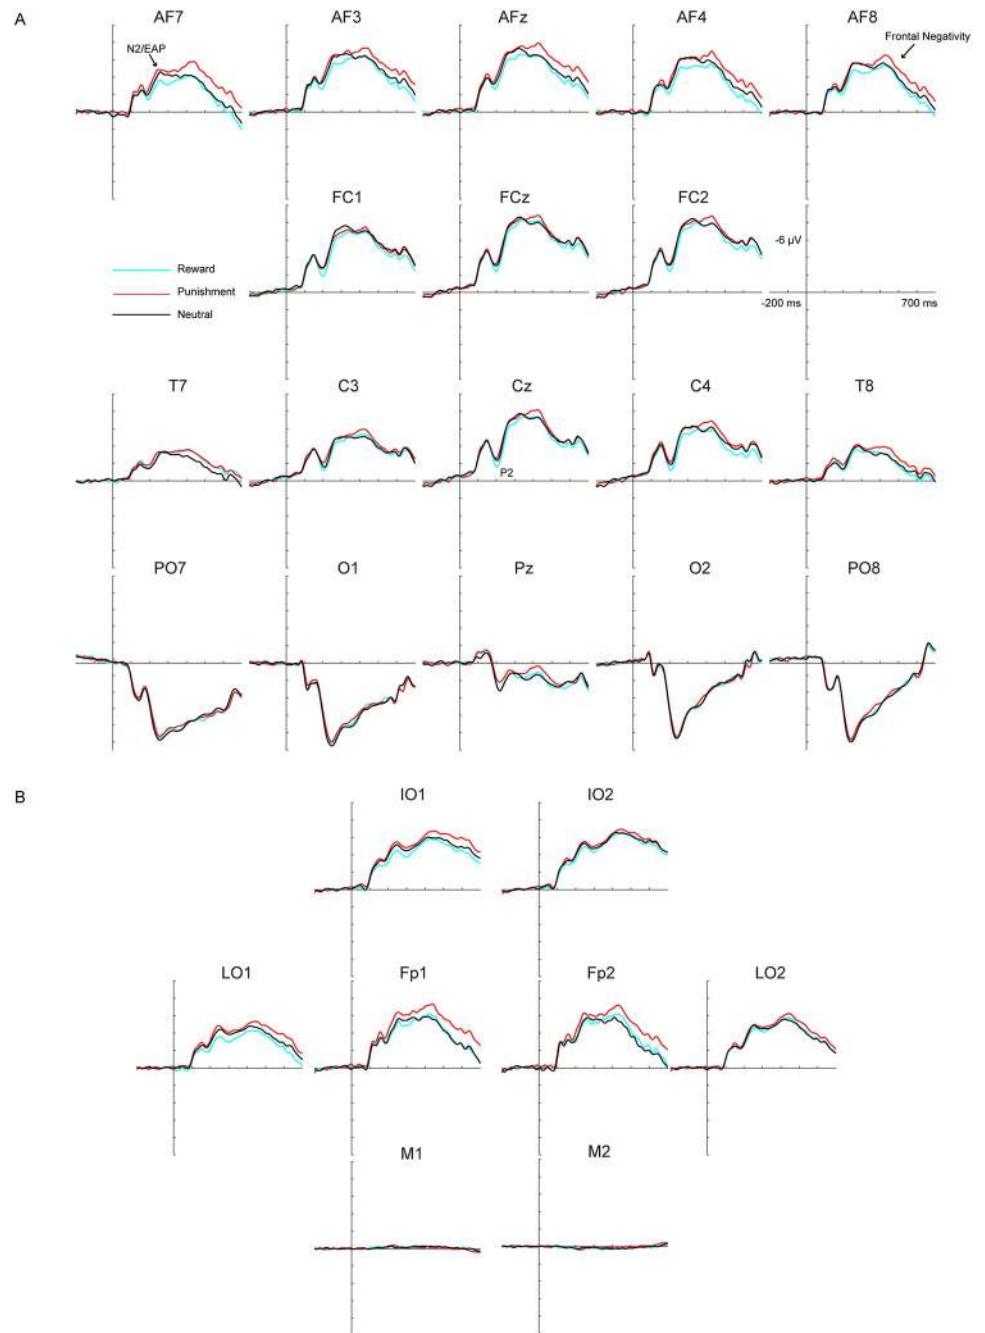 A
AF7 AF3 AFz AF4 AF8
N2/EAP
Frontal Negativity
FC1 FCz FC2
-6 µV
Reward
Punishment
Neutral
-200 ms 700 ms
T7 C3 Cz C4 T8
P2
PO7 O1 Pz O2 PO8
B
IO1 IO2
LO1 Fp1 Fp2 LO2
M1 M2